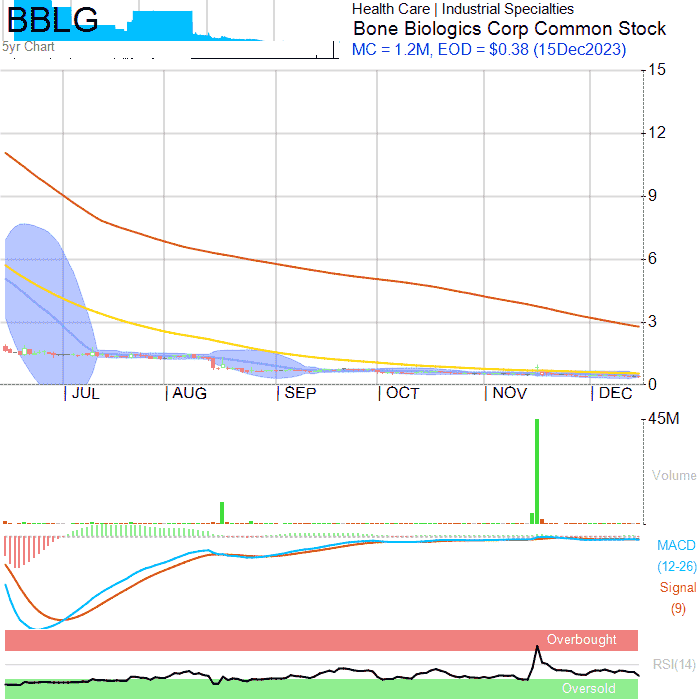 BBLG
5yr Chart
Health Care | Industrial Specialties
Bone Biologics Corp Common Stock
MC = 1.2M, EOD = $0.38 (15Dec2023)
15
12
9
6
3
0
JUL AUG SEP OCT NOV DEC
45M
Volume
MACD
(12-26)
Signal
(9)
Overbought
RSI(14)
Oversold